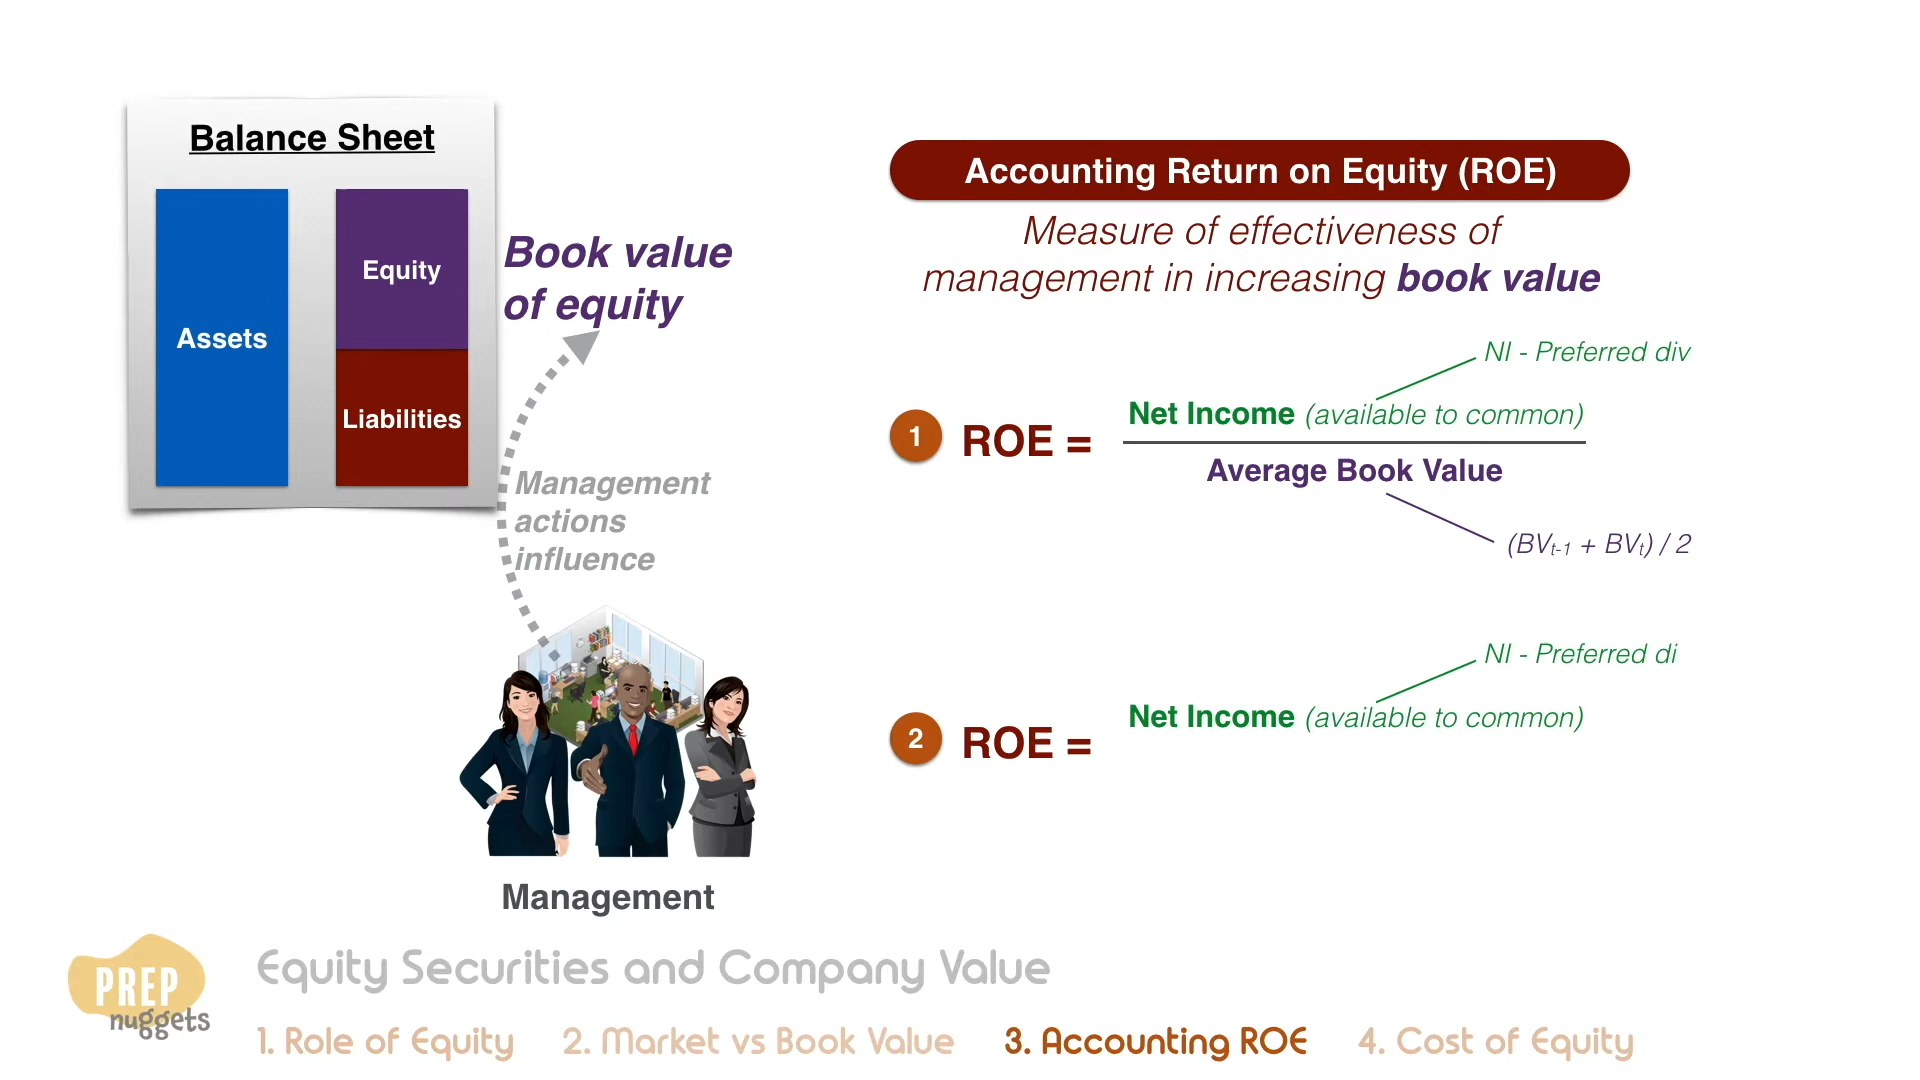 Balance Sheet
Assets
Equity
Liabilities
Book value
of equity
Management
actions
influence
Management
Accounting Return on Equity (ROE)
Measure of effectiveness of
management in increasing book value
NI - Preferred div
1 ROE =
Net Income (available to common)
Average Book Value
(BVt-1 + BVt) / 2
NI - Preferred di
2 ROE =
Net Income (available to common)
PREP
nuggets
Equity Securities and Company Value
1. Role of Equity 2. Market vs Book Value 3. Accounting ROE 4. Cost of Equity